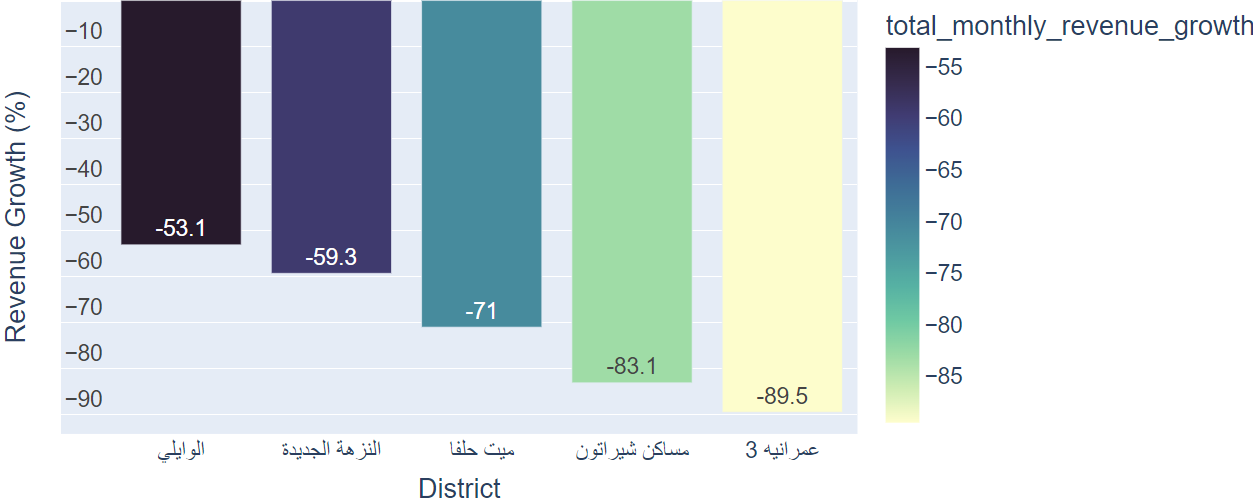 Revenue Growth (%)
−10
−20
−30
−40
−50
−60
−70
−80
−90
-53.1
-59.3
-71
-83.1
-89.5
الوايلي
النزهة الجديدة
ميت حلفا
مساكن شيراتون
عمرانيه 3
District
total_monthly_revenue_growth
−55
−60
−65
−70
−75
−80
−85